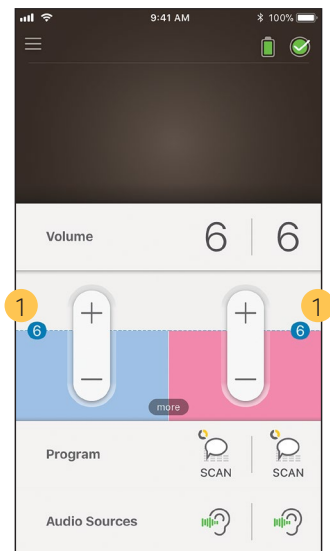 9:41 AM 100%
Volume 6 6
+ +
1 1
6 6
− −
more
Program SCAN SCAN
Audio Sources